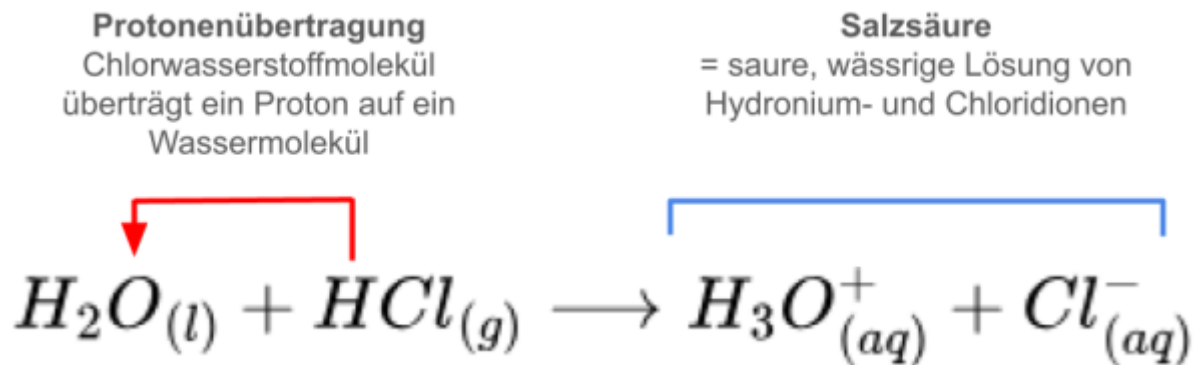 Protonenübertragung
Chlorwasserstoffmolekül
überträgt ein Proton auf ein
Wassermolekül
Salzsäure
= saure, wässrige Lösung von
Hydronium- und Chloridionen
H₂O₍l₎ + HCl₍g₎ ⟶ H₃O⁺₍aq₎ + Cl⁻₍aq₎